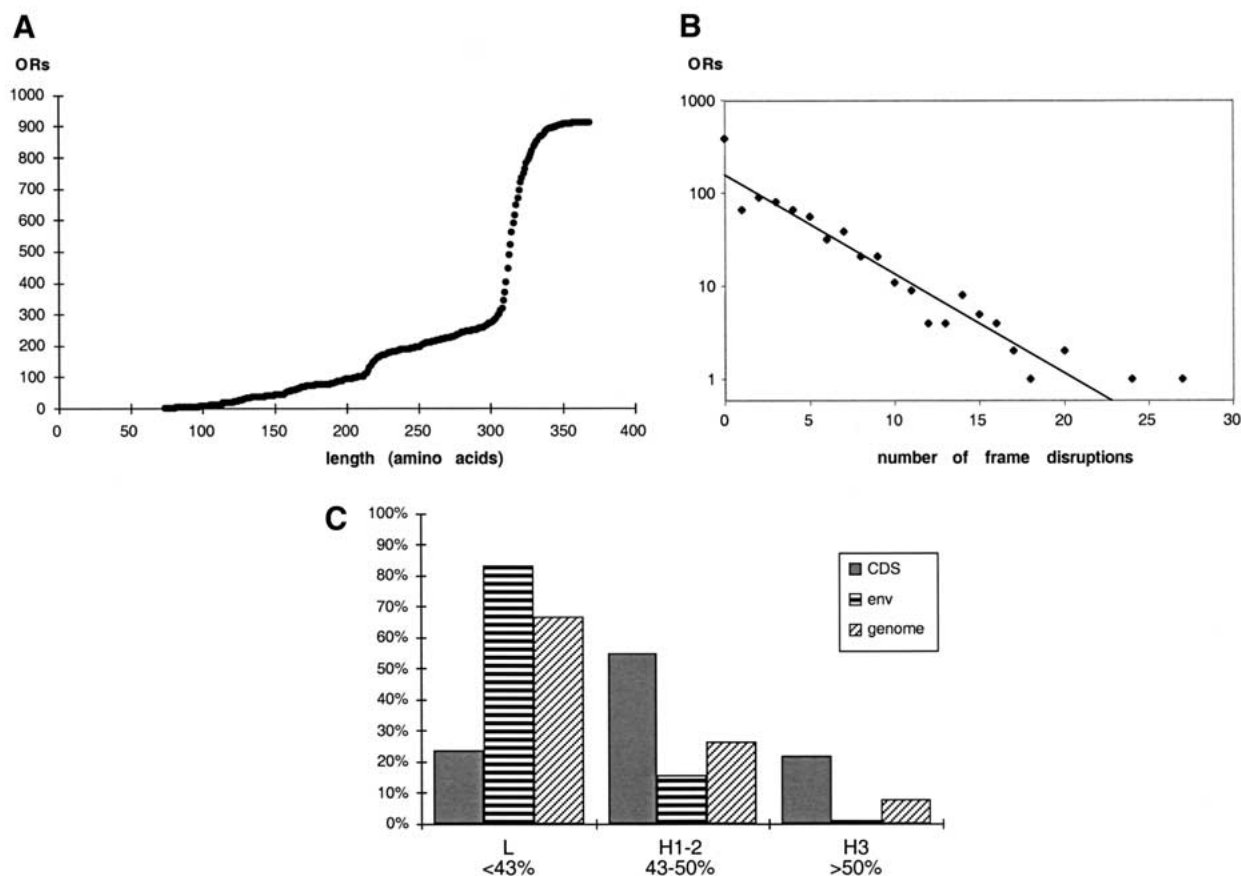 A
ORs
1000
900
800
700
600
500
400
300
200
100
0
0 50 100 150 200 250 300 350 400
length (amino acids)
B
ORs
1000
100
10
1
0 5 10 15 20 25 30
number of frame disruptions
C
100%
90%
80%
70%
60%
50%
40%
30%
20%
10%
0%
CDS
env
genome
L H1-2 H3
<43% 43-50% >50%